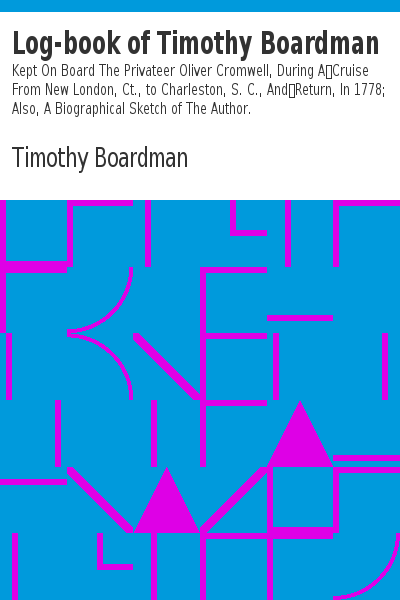 Log-book of Timothy Boardman
Kept On Board The Privateer Oliver Cromwell, During A▯Cruise
From New London, Ct., to Charleston, S. C., And▯Return, In 1778;
Also, A Biographical Sketch of The Author.
Timothy Boardman